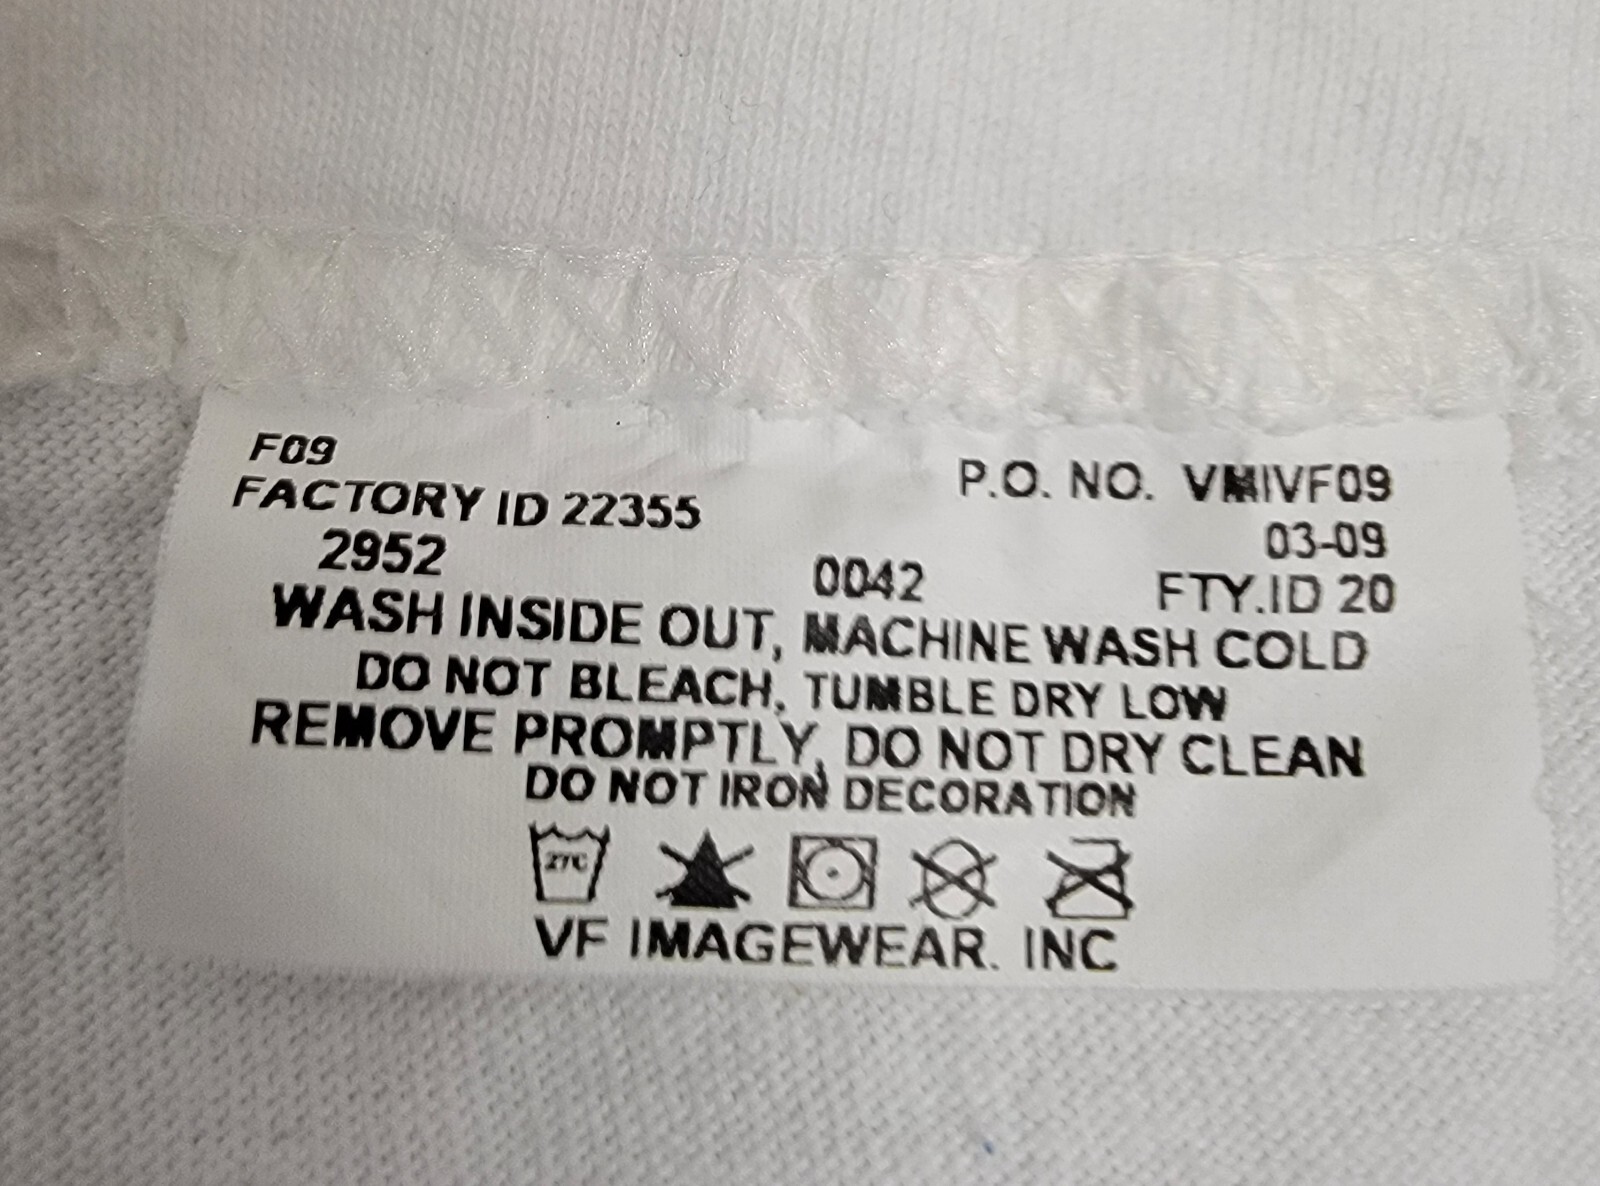 F09
FACTORY ID 22355 P.O. NO. VMIVF09
2952 03-09
0042 FTY.ID 20
WASH INSIDE OUT, MACHINE WASH COLD
DO NOT BLEACH, TUMBLE DRY LOW
REMOVE PROMPTLY, DO NOT DRY CLEAN
DO NOT IRON DECORATION
27C
VF IMAGEWEAR. INC